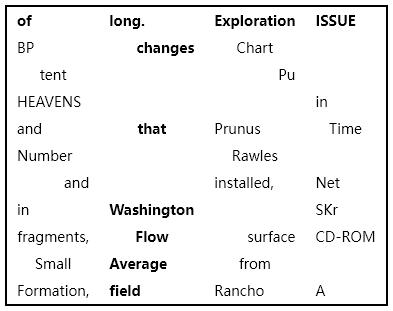 of long. Exploration ISSUE
BP changes Chart
tent Pu
HEAVENS in
and that Prunus Time
Number Rawles
and installed, Net
in Washington SKr
fragments, Flow surface CD-ROM
Small Average from
Formation, field Rancho A